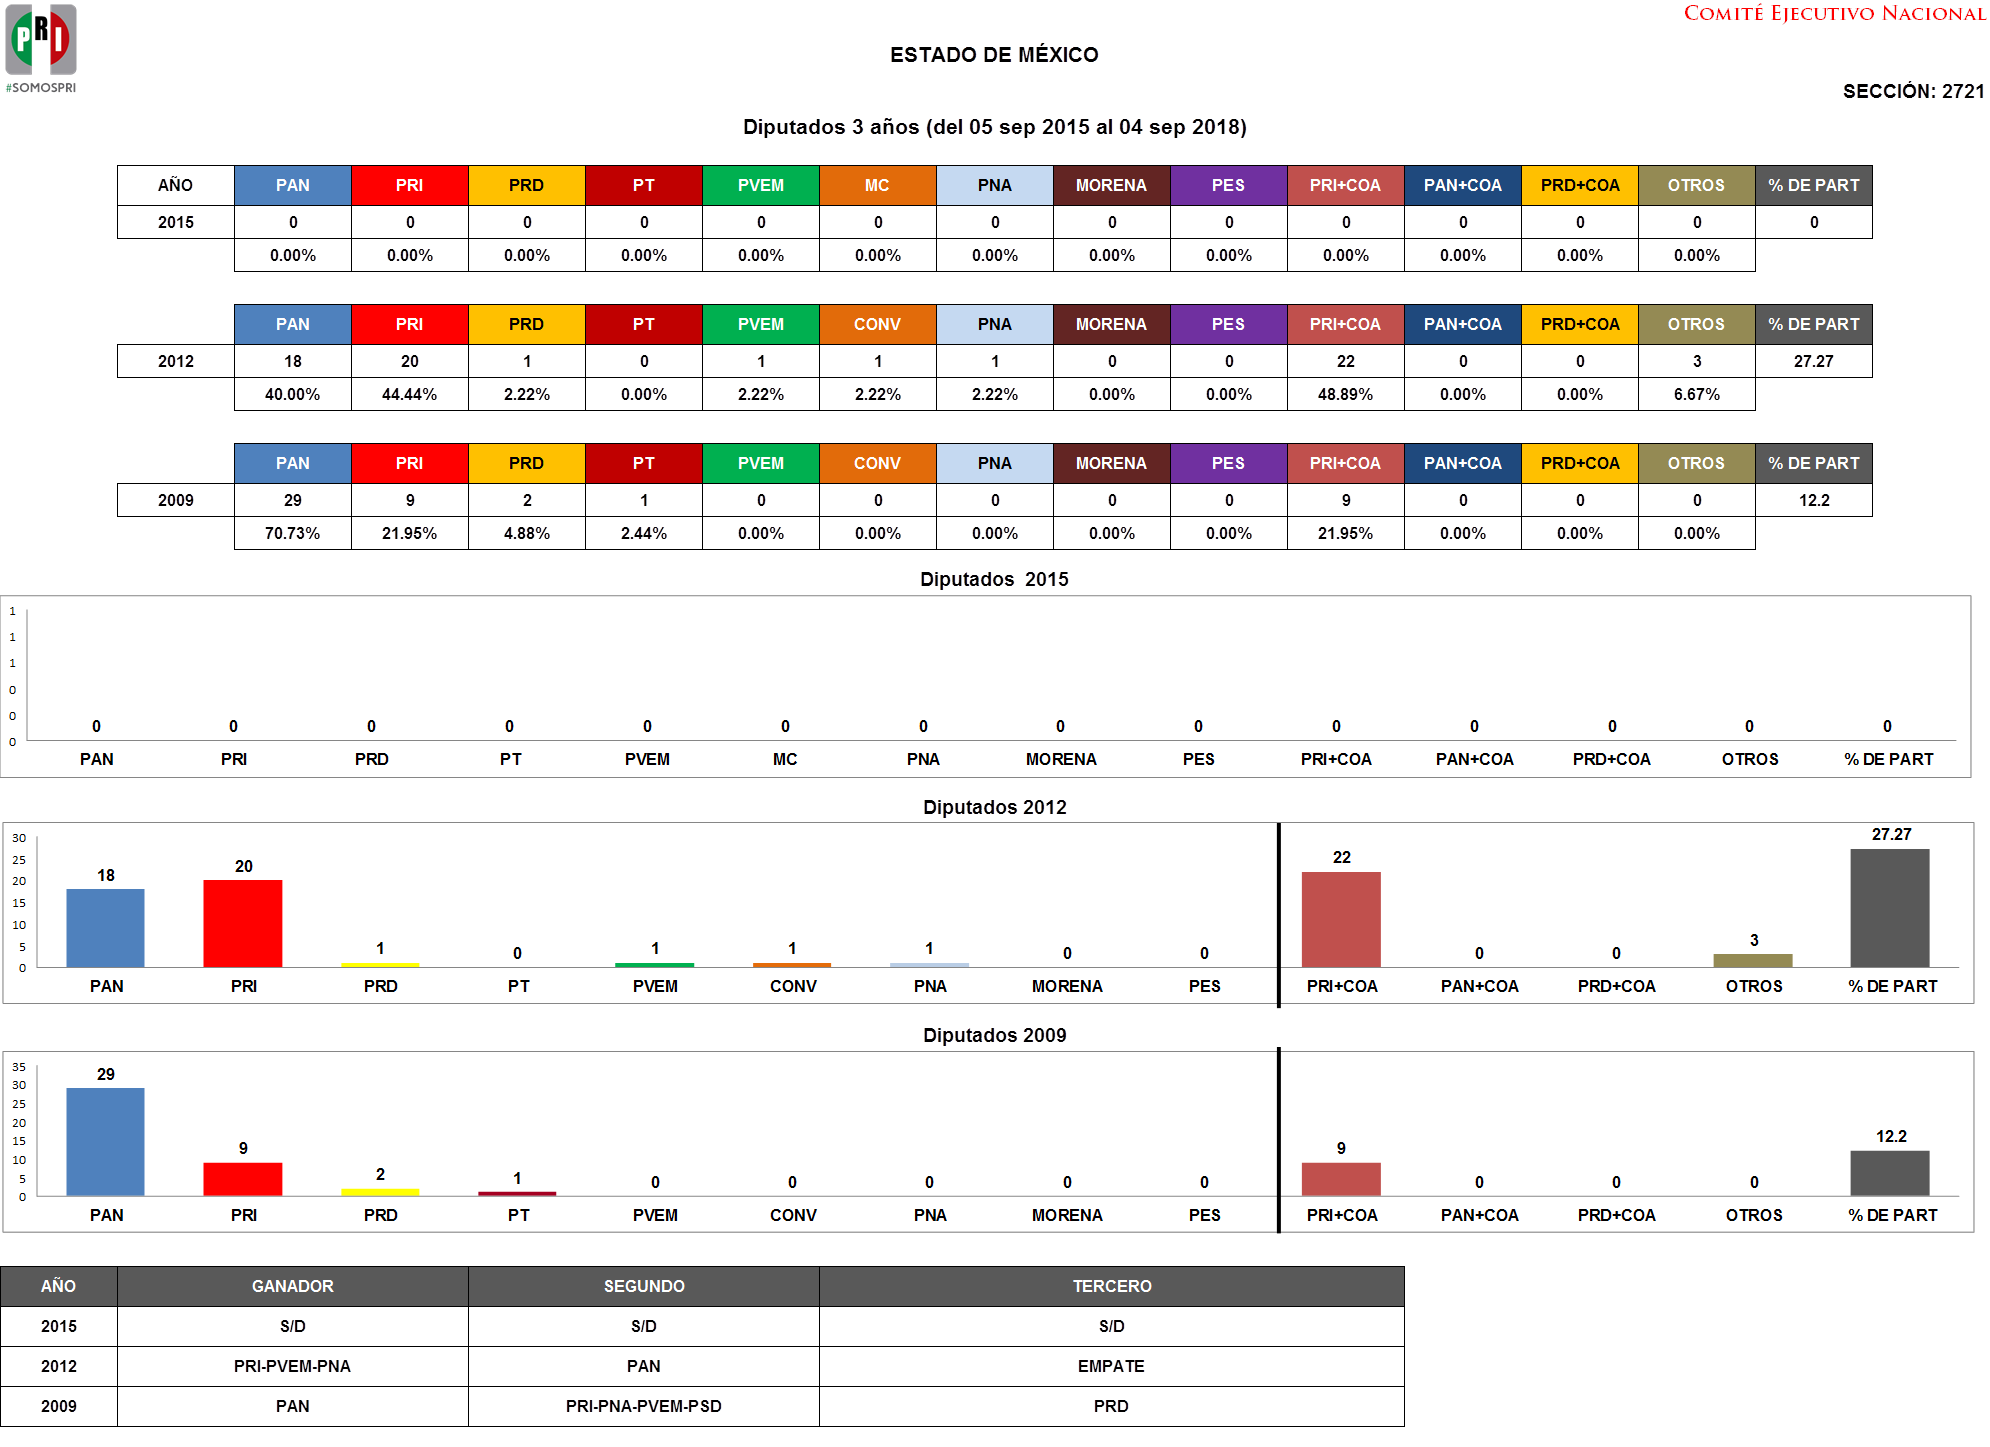 PRI
#SOMOSPRI
COMITÉ EJECUTIVO NACIONAL
ESTADO DE MÉXICO
SECCIÓN: 2721
Diputados 3 años (del 05 sep 2015 al 04 sep 2018)
AÑO PAN PRI PRD PT PVEM MC PNA MORENA PES PRI+COA PAN+COA PRD+COA OTROS % DE PART
2015 0 0 0 0 0 0 0 0 0 0 0 0 0 0
0.00% 0.00% 0.00% 0.00% 0.00% 0.00% 0.00% 0.00% 0.00% 0.00% 0.00% 0.00% 0.00%
PAN PRI PRD PT PVEM CONV PNA MORENA PES PRI+COA PAN+COA PRD+COA OTROS % DE PART
2012 18 20 1 0 1 1 1 0 0 22 0 0 3 27.27
40.00% 44.44% 2.22% 0.00% 2.22% 2.22% 2.22% 0.00% 0.00% 48.89% 0.00% 0.00% 6.67%
PAN PRI PRD PT PVEM CONV PNA MORENA PES PRI+COA PAN+COA PRD+COA OTROS % DE PART
2009 29 9 2 1 0 0 0 0 0 9 0 0 0 12.2
70.73% 21.95% 4.88% 2.44% 0.00% 0.00% 0.00% 0.00% 0.00% 21.95% 0.00% 0.00% 0.00%
Diputados 2015
1
1
1
0
0
0
0 0 0 0 0 0 0 0 0 0 0 0 0 0
PAN PRI PRD PT PVEM MC PNA MORENA PES PRI+COA PAN+COA PRD+COA OTROS % DE PART
Diputados 2012
30
25
20
15
10
5
0
18 20 1 0 1 1 1 0 0 22 0 0 3 27.27
PAN PRI PRD PT PVEM CONV PNA MORENA PES PRI+COA PAN+COA PRD+COA OTROS % DE PART
Diputados 2009
35
30
25
20
15
10
5
0
29 9 2 1 0 0 0 0 0 9 0 0 0 12.2
PAN PRI PRD PT PVEM CONV PNA MORENA PES PRI+COA PAN+COA PRD+COA OTROS % DE PART
AÑO GANADOR SEGUNDO TERCERO
2015 S/D S/D S/D
2012 PRI-PVEM-PNA PAN EMPATE
2009 PAN PRI-PNA-PVEM-PSD PRD